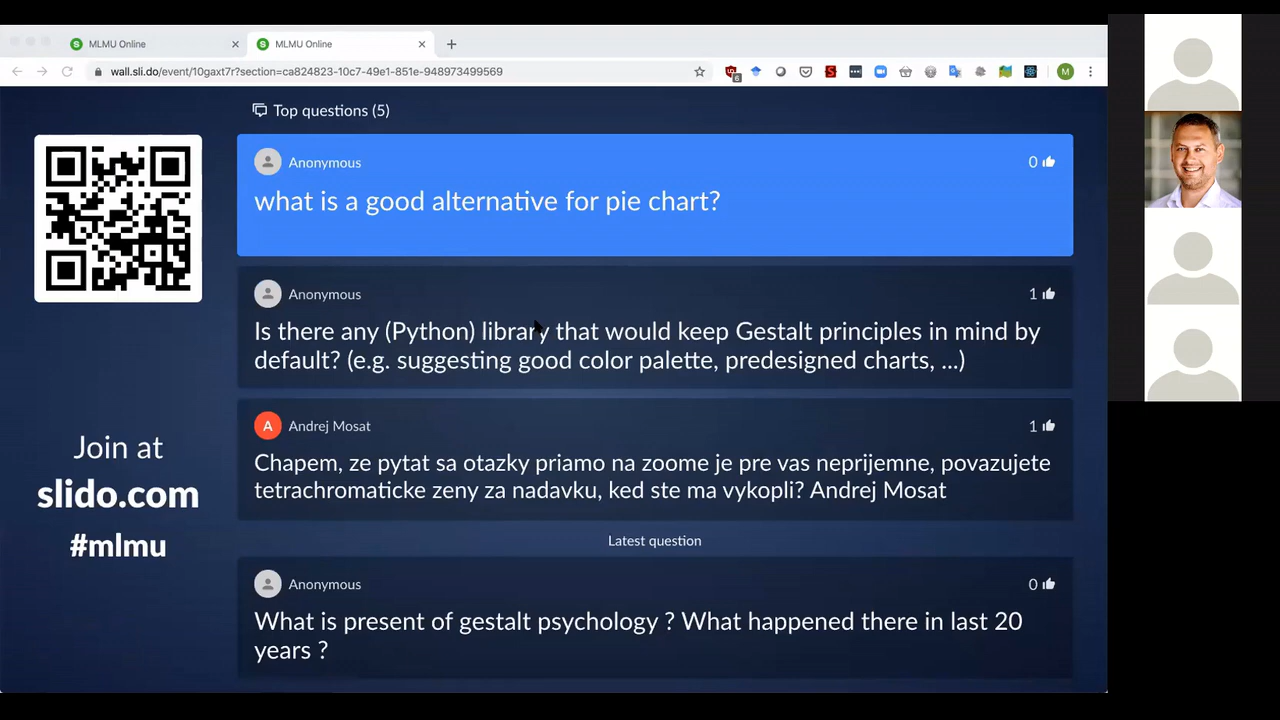 MLMU Online
MLMU Online
wall.sli.do/event/10gaxt7r?section=ca824823-10c7-49e1-851e-948973499569
6
S
M
Top questions (5)
Anonymous
0
what is a good alternative for pie chart?
Anonymous
1
Is there any (Python) library that would keep Gestalt principles in mind by
default? (e.g. suggesting good color palette, predesigned charts, ...)
A
Andrej Mosat
1
Chapem, ze pytat sa otazky priamo na zoome je pre vas neprijemne, povazujete
tetrachromaticke zeny za nadavku, ked ste ma vykopli? Andrej Mosat
Latest question
Anonymous
0
What is present of gestalt psychology ? What happened there in last 20
years ?
Join at
slido.com
#mlmu